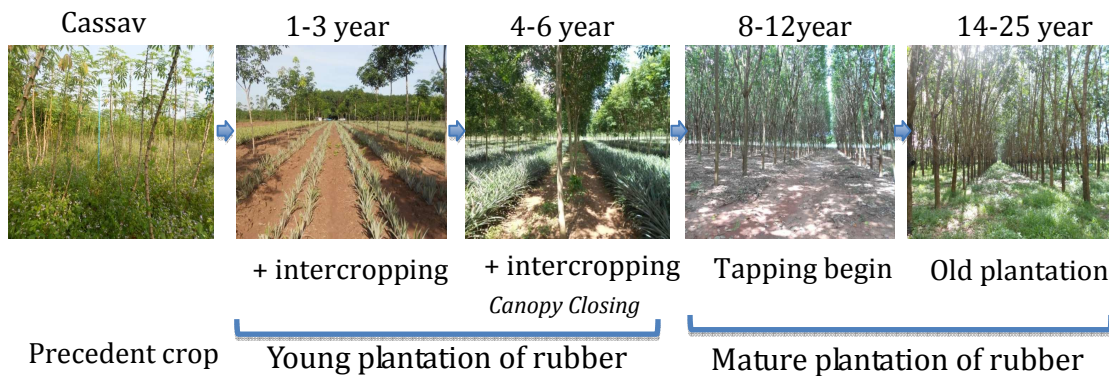 Cassav
1-3 year
4-6 year
8-12year
14-25 year
+ intercropping
+ intercropping
Tapping begin
Old plantation
Canopy Closing
Precedent crop
Young plantation of rubber
Mature plantation of rubber